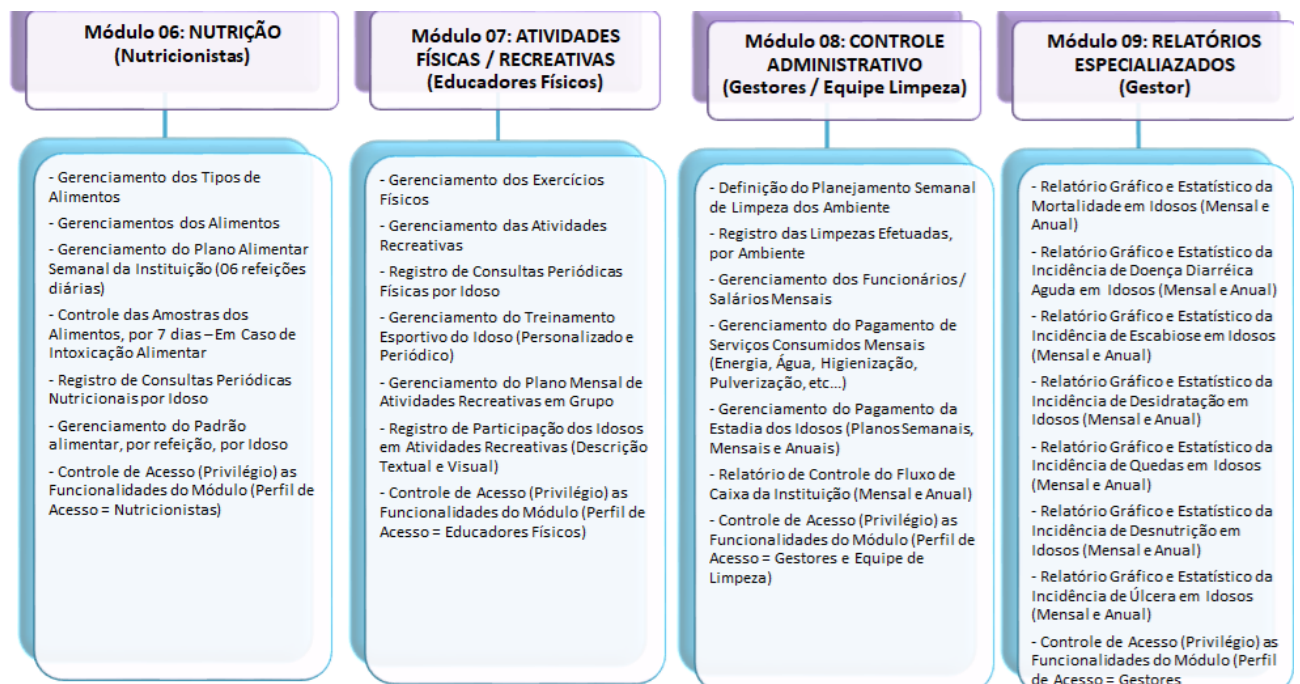 Módulo 06: NUTRIÇÃO
(Nutricionistas)
- Gerenciamento dos Tipos de
Alimentos
- Gerenciamentos dos Alimentos
- Gerenciamento do Plano Alimentar
Semanal da Instituição (06 refeições
diárias)
- Controle das Amostras dos
Alimentos, por 7 dias – Em Caso de
Intoxicação Alimentar
- Registro de Consultas Periódicas
Nutricionais por Idoso
- Gerenciamento do Padrão
alimentar, por refeição, por Idoso
- Controle de Acesso (Privilégio) as
Funcionalidades do Módulo (Perfil de
Acesso = Nutricionistas)
Módulo 07: ATIVIDADES
FÍSICAS / RECREATIVAS
(Educadores Físicos)
- Gerenciamento dos Exercícios
Físicos
- Gerenciamento das Atividades
Recreativas
- Registro de Consultas Periódicas
Físicas por Idoso
- Gerenciamento do Treinamento
Esportivo do Idoso (Personalizado e
Periódico)
- Gerenciamento do Plano Mensal de
Atividades Recreativas em Grupo
- Registro de Participação dos Idosos
em Atividades Recreativas (Descrição
Textual e Visual)
- Controle de Acesso (Privilégio) as
Funcionalidades do Módulo (Perfil de
Acesso = Educadores Físicos)
Módulo 08: CONTROLE
ADMINISTRATIVO
(Gestores / Equipe Limpeza)
- Definição do Planejamento Semanal
de Limpeza dos Ambiente
- Registro das Limpezas Efetuadas,
por Ambiente
- Gerenciamento dos Funcionários /
Salários Mensais
- Gerenciamento do Pagamento de
Serviços Consumidos Mensais
(Energia, Água, Higienização,
Pulverização, etc...)
- Gerenciamento do Pagamento da
Estadia dos Idosos (Planos Semanais,
Mensais e Anuais)
- Relatório de Controle do Fluxo de
Caixa da Instituição (Mensal e Anual)
- Controle de Acesso (Privilégio) as
Funcionalidades do Módulo (Perfil de
Acesso = Gestores e Equipe de
Limpeza)
Módulo 09: RELATÓRIOS
ESPECIALIAZADOS
(Gestor)
- Relatório Gráfico e Estatístico da
Mortalidade em Idosos (Mensal e
Anual)
- Relatório Gráfico e Estatístico da
Incidência de Doença Diarréica
Aguda em Idosos (Mensal e Anual)
- Relatório Gráfico e Estatístico da
Incidência de Escabiose em Idosos
(Mensal e Anual)
- Relatório Gráfico e Estatístico da
Incidência de Desidratação em
Idosos (Mensal e Anual)
- Relatório Gráfico e Estatístico da
Incidência de Quedas em Idosos
(Mensal e Anual)
- Relatório Gráfico e Estatístico da
Incidência de Desnutrição em
Idosos (Mensal e Anual)
- Relatório Gráfico e Estatístico da
Incidência de Úlcera em Idosos
(Mensal e Anual)
- Controle de Acesso (Privilégio) as
Funcionalidades do Módulo (Perfil
de Acesso = Gestores